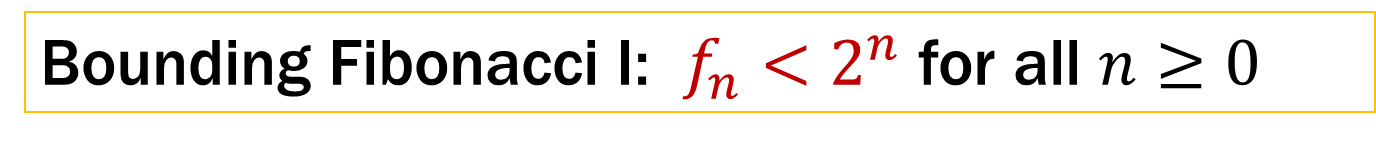 Bounding Fibonacci I: fₙ < 2ⁿ for all n ≥ 0